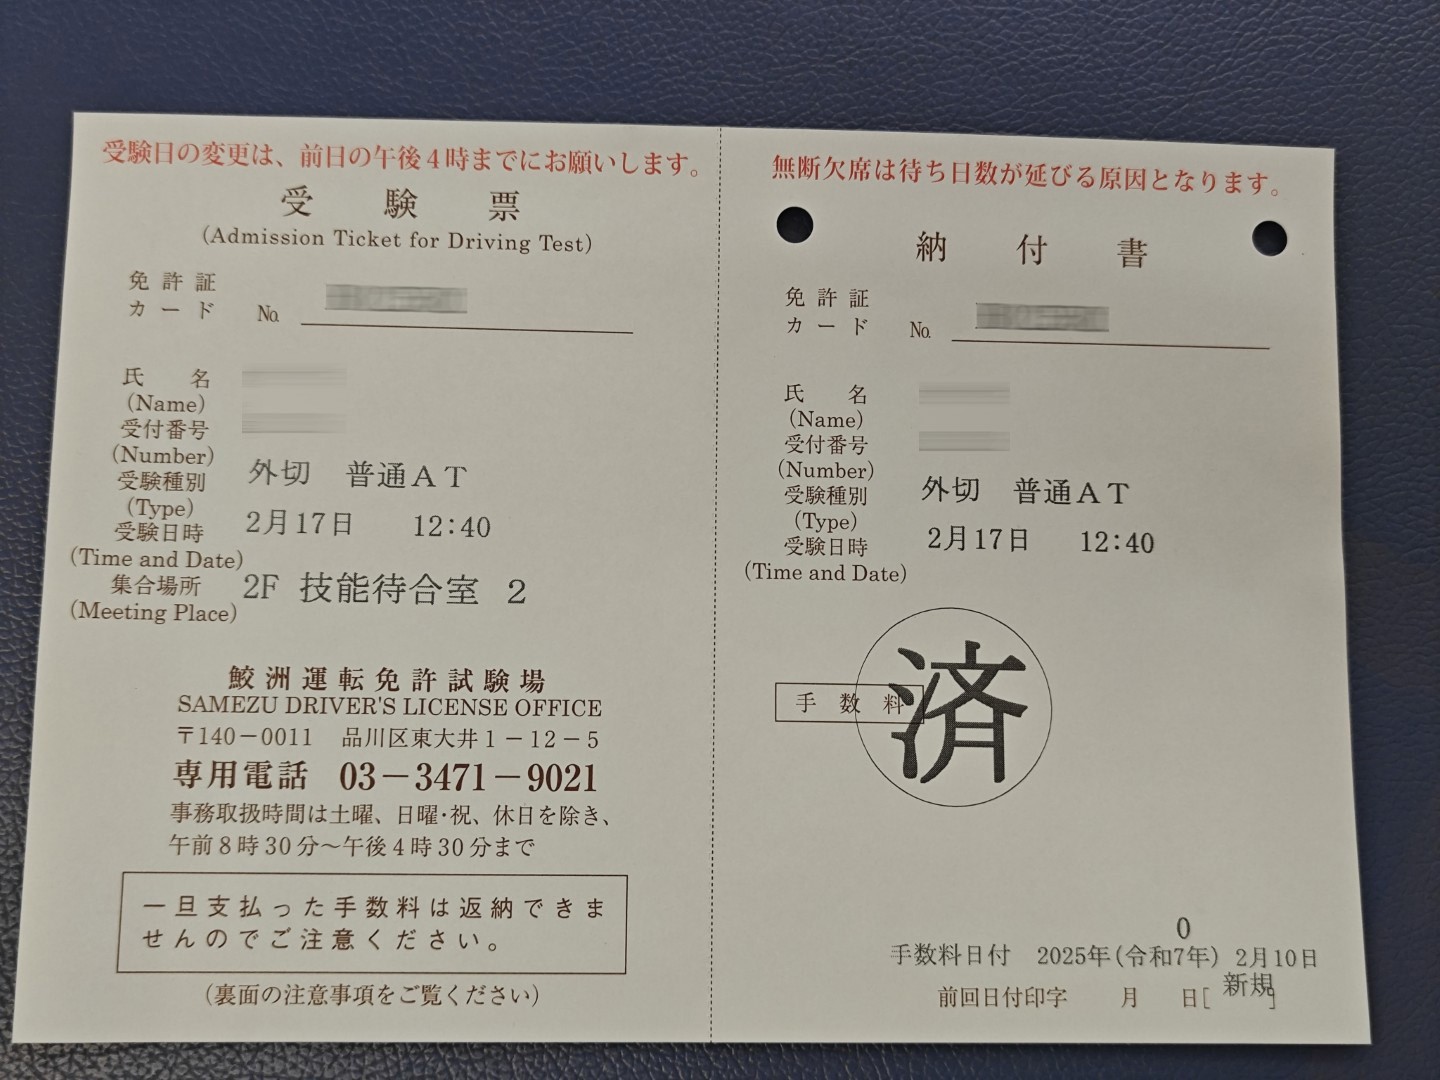 受験日の変更は、前日の午後４時までにお願いします。
受験票
(Admission Ticket for Driving Test)
免許証
カード No.
氏名
(Name)
受付番号
(Number)
受験種別 外切 普通ＡＴ
(Type)
受験日時 2月17日 12:40
(Time and Date)
集合場所 2F 技能待合室 2
(Meeting Place)
鮫洲運転免許試験場
SAMEZU DRIVER'S LICENSE OFFICE
〒140－0011 品川区東大井１－12－５
専用電話 03－3471－9021
事務取扱時間は土曜、日曜・祝、休日を除き、
午前８時30分～午後４時30分まで
一旦支払った手数料は返納できま
せんのでご注意ください。
(裏面の注意事項をご覧ください)
無断欠席は待ち日数が延びる原因となります。
納付書
免許証
カード No.
氏名
(Name)
受付番号
(Number)
受験種別 外切 普通ＡＴ
(Type)
受験日時 2月17日 12:40
(Time and Date)
手数料 済
0
手数料日付 2025年(令和7年) 2月10日
新規
前回日付印字 月 日[ ]